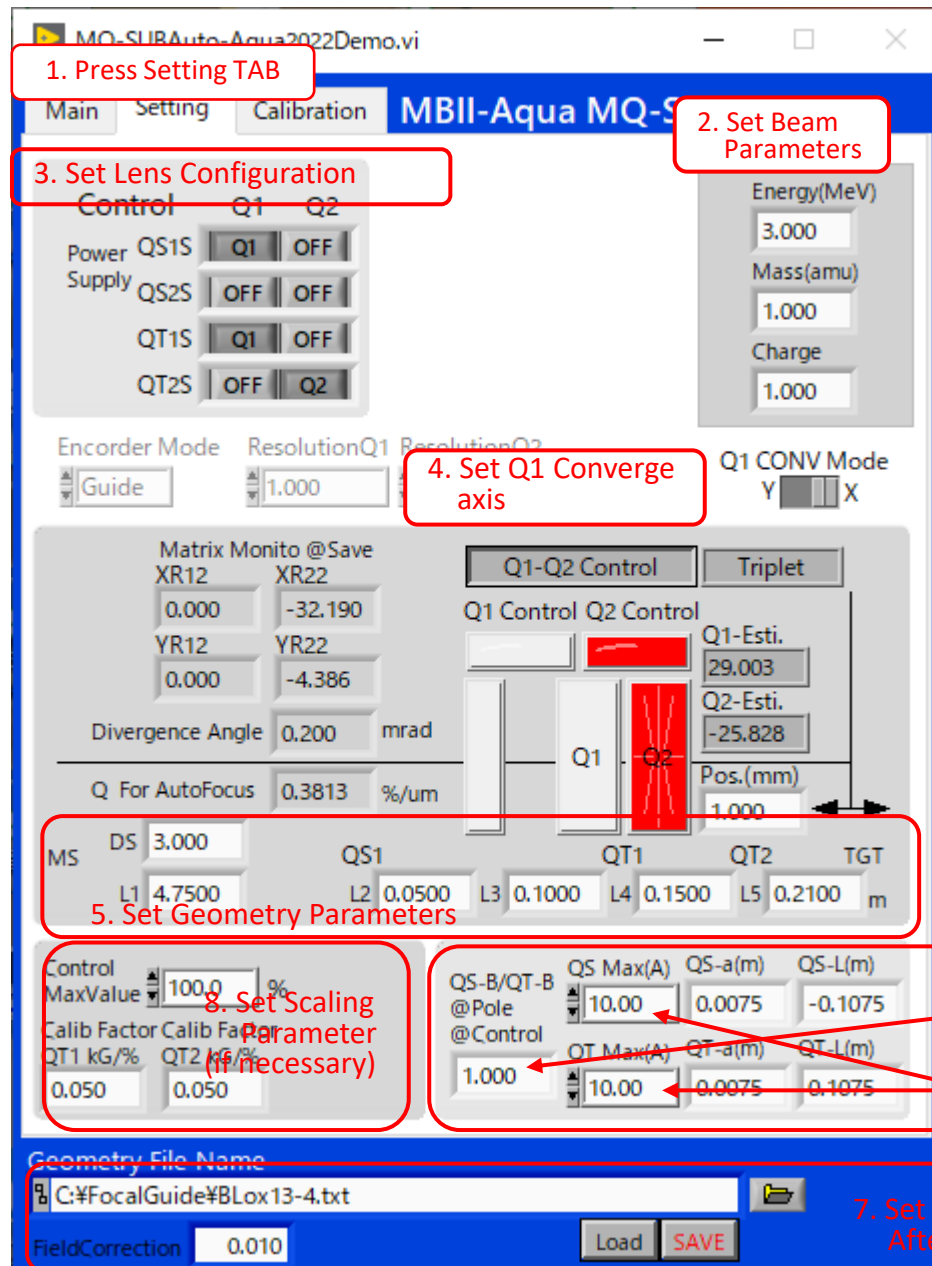 MQ-SUBAuto-Aqua2022Demo.vi
1. Press Setting TAB
Main Setting Calibration MBII-Aqua MQ-S
2. Set Beam
Parameters
3. Set Lens Configuration
Control Q1 Q2
Power
Supply
QS1S Q1 OFF
QS2S OFF OFF
QT1S Q1 OFF
QT2S OFF Q2
Energy(MeV)
3.000
Mass(amu)
1.000
Charge
1.000
Encorder Mode ResolutionQ1 ResolutionQ2
Guide 1.000
4. Set Q1 Converge
axis
Q1 CONV Mode
Y X
Matrix Monito @Save
XR12 XR22
0.000 -32.190
YR12 YR22
0.000 -4.386
Divergence Angle 0.200 mrad
Q For AutoFocus 0.3813 %/um
Q1-Q2 Control Triplet
Q1 Control Q2 Control
Q1 Q2
Q1-Esti.
29.003
Q2-Esti.
-25.828
Pos.(mm)
1.000
MS DS 3.000 QS1 QT1 QT2 TGT
L1 4.7500 L2 0.0500 L3 0.1000 L4 0.1500 L5 0.2100 m
5. Set Geometry Parameters
Control
MaxValue 100.0 %
Calib Factor Calib Factor
QT1 kG/% QT2 kG/%
0.050 0.050
8. Set Scaling
Parameter
(if necessary)
QS-B/QT-B
@Pole
@Control
1.000
QS Max(A) QS-a(m) QS-L(m)
10.00 0.0075 -0.1075
QT Max(A) QT-a(m) QT-L(m)
10.00 0.0075 0.1075
Geometry File Name
C:¥FocalGuide¥BLox13-4.txt
7. Set
Afte
FieldCorrection 0.010 Load SAVE